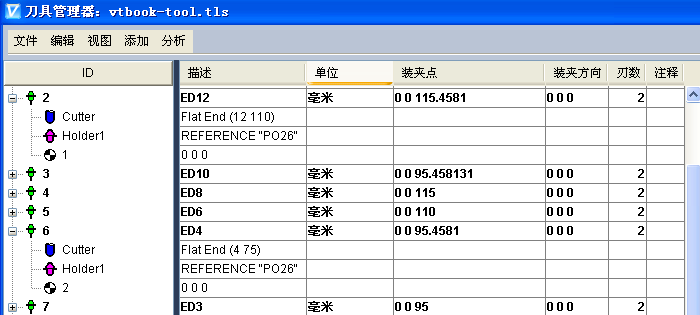 刀具管理器: vtbook-tool.tls
文件 编辑 视图 添加 分析
ID 描述 单位 装夹点 装夹方向 刃数 注释
2 ED12 毫米 0 0 115.4581 0 0 0 2
Cutter Flat End (12 110)
Holder1 REFERENCE "PO26"
1 0 0 0
3 ED10 毫米 0 0 95.458131 0 0 0 2
4 ED8 毫米 0 0 115 0 0 0 2
5 ED6 毫米 0 0 110 0 0 0 2
6 ED4 毫米 0 0 95.4581 0 0 0 2
Cutter Flat End (4 75)
Holder1 REFERENCE "PO26"
2 0 0 0
7 ED3 毫米 0 0 95 0 0 0 2